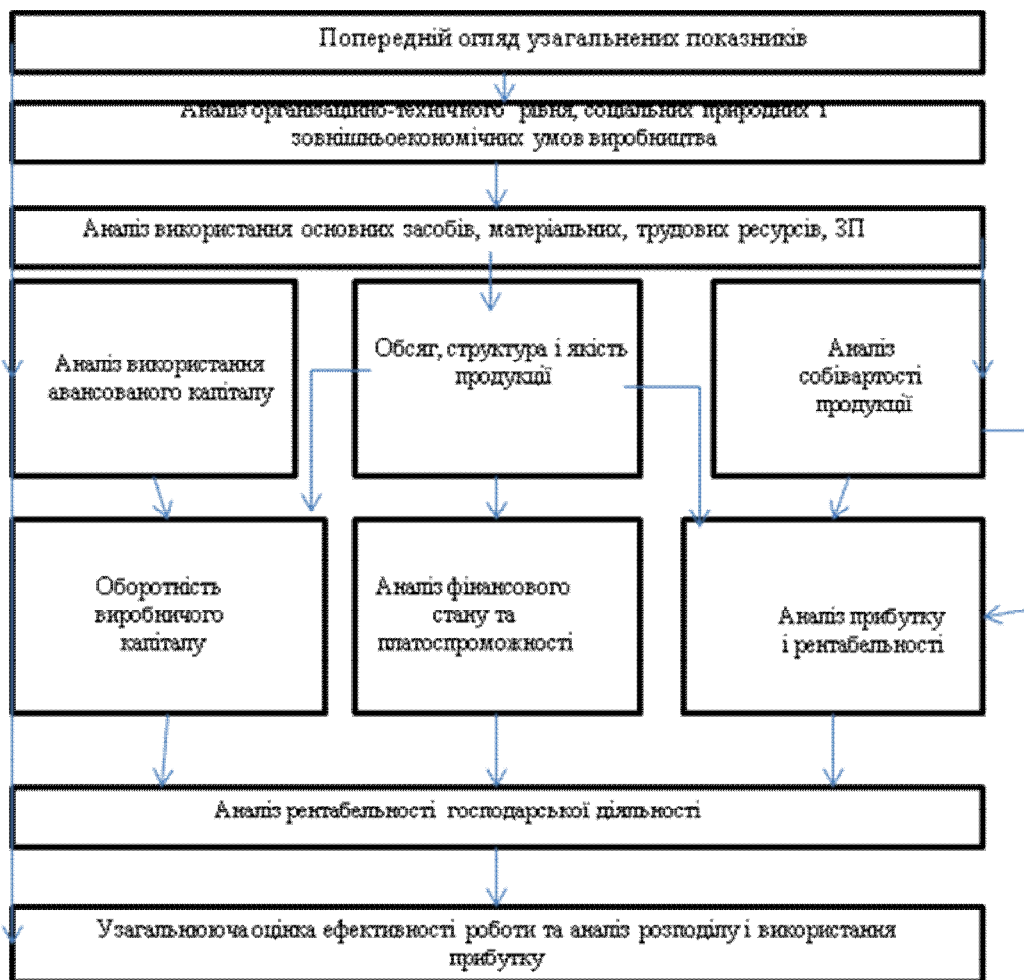 Попередній огляд узагальнених показників
Аналіз організаційно-технічного рівня, соціальних природних і
зовнішньоекономічних умов виробництва
Аналіз використання основних засобів, матеріальних, трудових ресурсів, ЗП
Аналіз використання
авансованого капіталу
Обсяг, структура і якість
продукції
Аналіз
собівартості
продукції
Оборотність
виробничого
капіталу
Аналіз фінансового
стану та
платоспроможності
Аналіз прибутку
і рентабельності
Аналіз рентабельності господарської діяльності
Узагальнююча оцінка ефективності роботи та аналіз розподілу і використання
прибутку